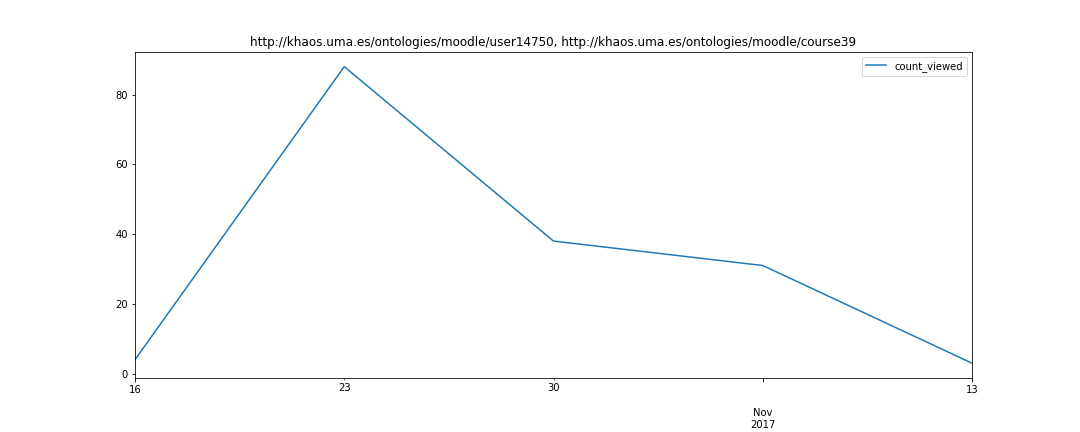 http://khaos.uma.es/ontologies/moodle/user14750, http://khaos.uma.es/ontologies/moodle/course39
count_viewed
80
60
40
20
0
16 23 30 13
Nov
2017